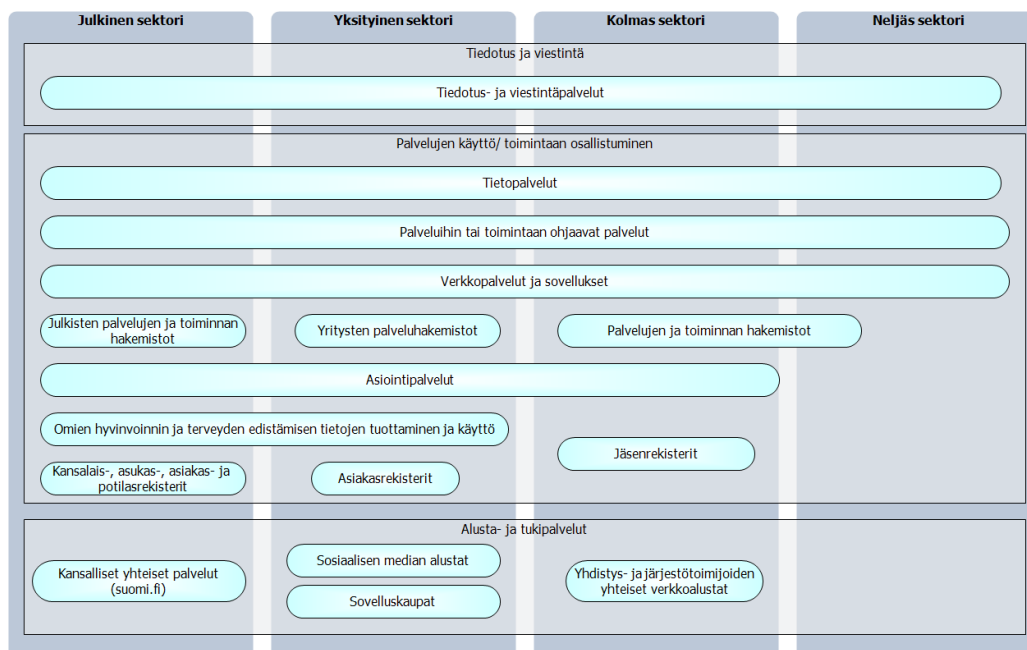 Julkinen sektori
Yksityinen sektori
Kolmas sektori
Neljäs sektori
Tiedotus ja viestintä
Tiedotus- ja viestintäpalvelut
Palvelujen käyttö/ toimintaan osallistuminen
Tietopalvelut
Palveluihin tai toimintaan ohjaavat palvelut
Verkkopalvelut ja sovellukset
Julkisten palvelujen ja toiminnan
hakemistot
Yritysten palveluhakemistot
Palvelujen ja toiminnan hakemistot
Asiointipalvelut
Omien hyvinvoinnin ja terveyden edistämisen tietojen tuottaminen ja käyttö
Jäsenrekisterit
Kansalais-, asukas-, asiakas- ja
potilasrekisterit
Asiakasrekisterit
Alusta- ja tukipalvelut
Kansalliset yhteiset palvelut
(suomi.fi)
Sosiaalisen median alustat
Sovelluskaupat
Yhdistys- ja järjestötoimijoiden
yhteiset verkkoalustat